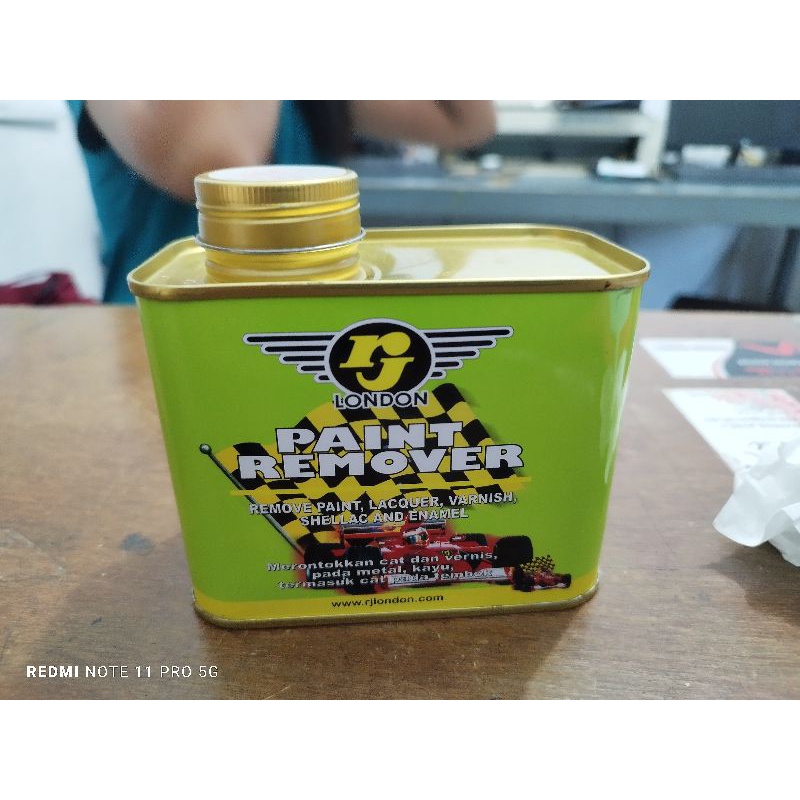 rj
LONDON
PAINT
REMOVER
REMOVE PAINT, LACQUER, VARNISH,
SHELLAC AND ENAMEL
Merontokkan cat dan vernis,
pada metal, kayu,
termasuk cat pada tembok
www.rjlondon.com
REDMI NOTE 11 PRO 5G